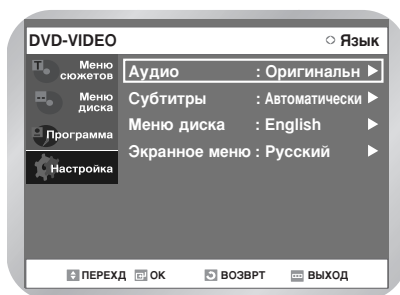 DVD-VIDEO
Язык
Меню сюжетов
Аудио : Оригинальн
Меню диска
Субтитры : Автоматически
Программа
Меню диска : English
Настройка
Экранное меню : Русский
ПЕРЕХД OK ВОЗВРТ ВЫХОД